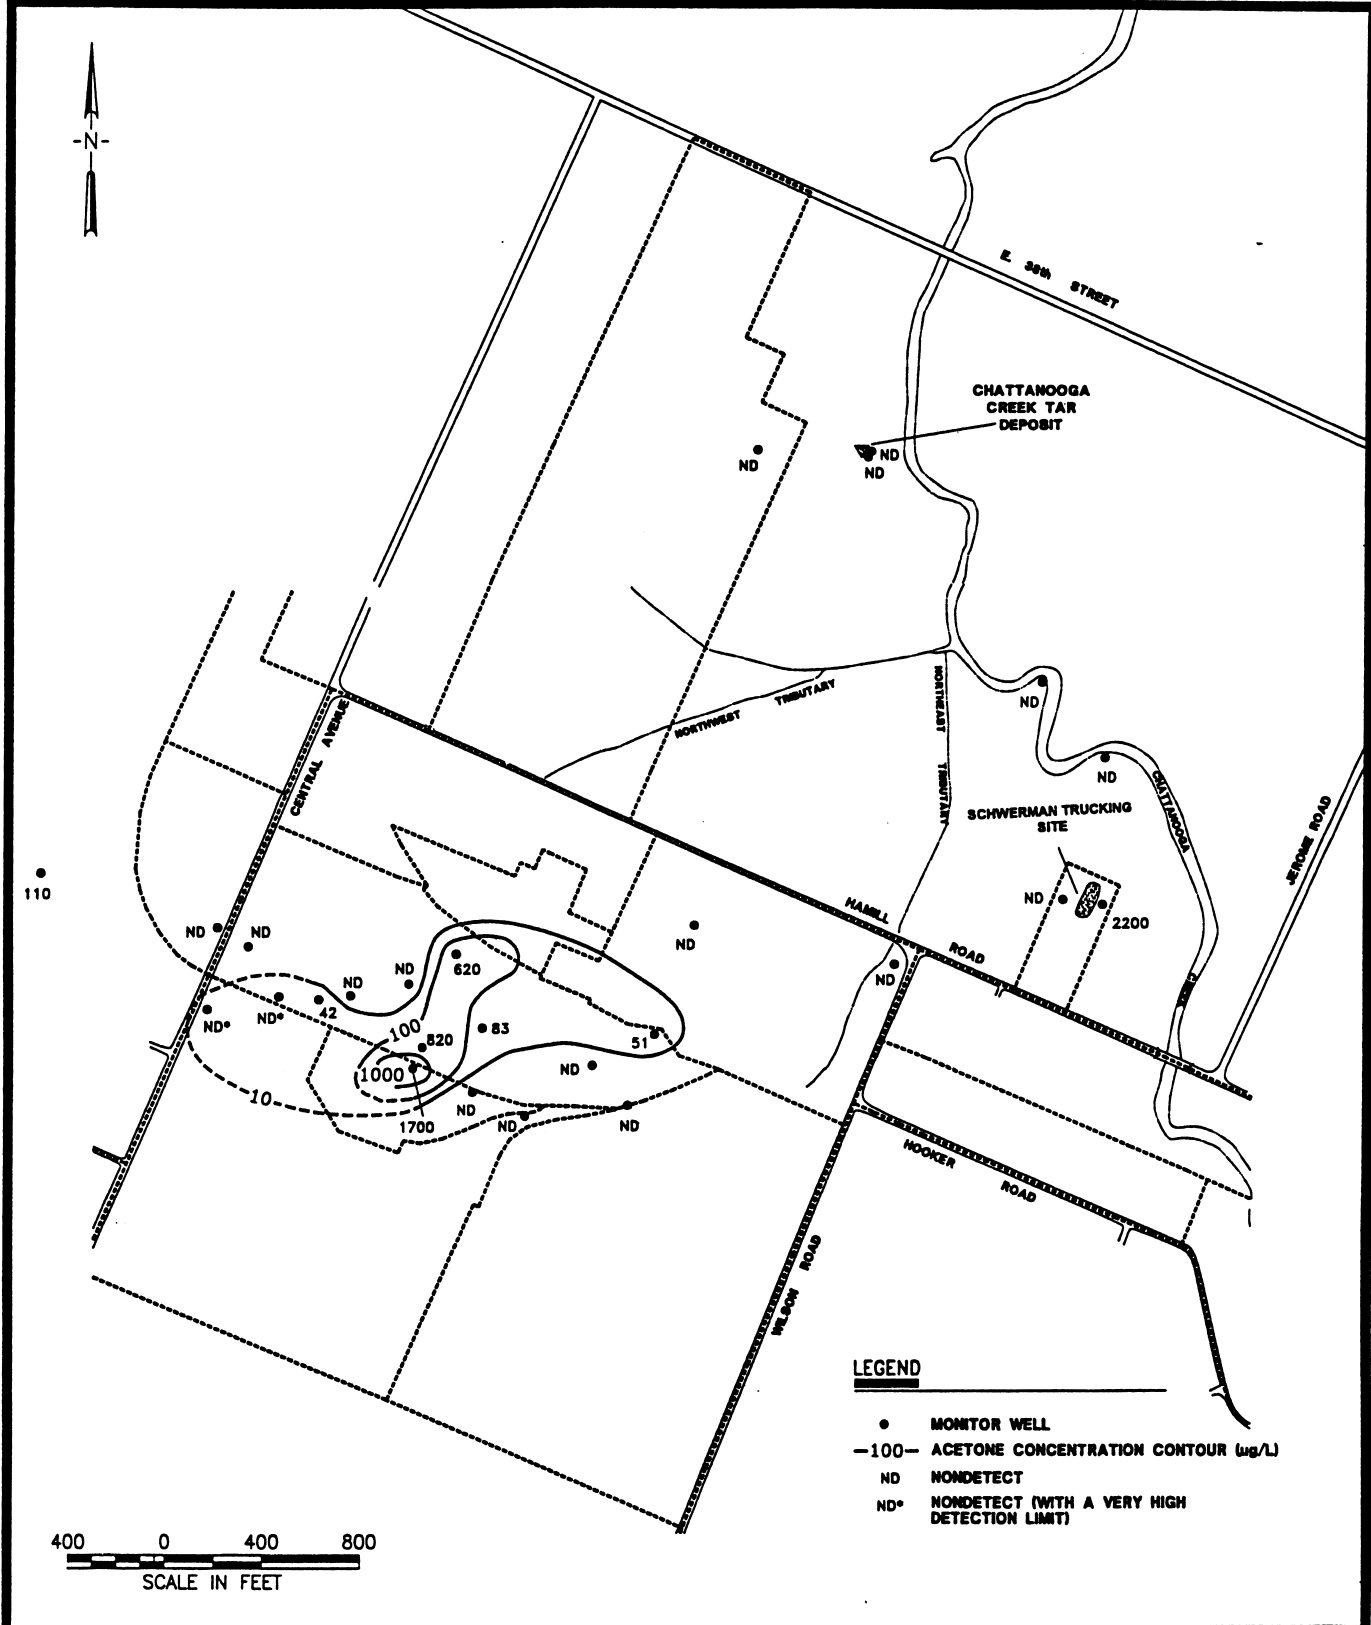 -N-
E. 38th STREET
CHATTANOOGA
CREEK TAR
DEPOSIT
ND
ND
ND
NORTHWEST TRIBUTARY
NORTHEAST TRIBUTARY
ND
ND
CHATTANOOGA
CREEK
SCHWERMAN TRUCKING
SITE
JEROME ROAD
CENTRAL AVENUE
110
ND
2200
HAMILL ROAD
ND
ND
ND
ND
620
ND
ND
ND
ND*
ND*
42
100
820
83
51
1000
ND
10
ND
1700
ND
ND
HOOKER ROAD
WILSON ROAD
LEGEND
MONITOR WELL
-100- ACETONE CONCENTRATION CONTOUR (ug/L)
ND NONDETECT
ND* NONDETECT (WITH A VERY HIGH
DETECTION LIMIT)
400 0 400 800
SCALE IN FEET